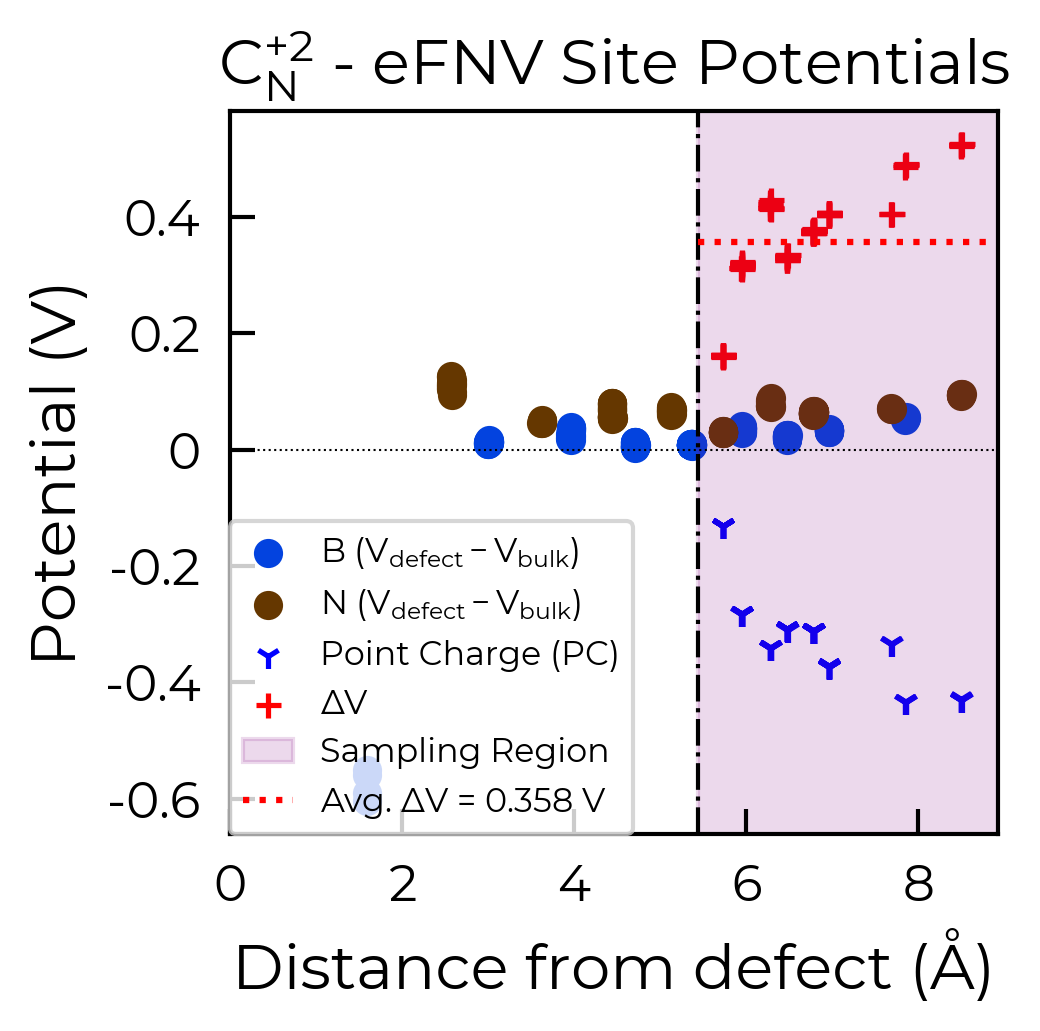 C_N^{+2} - eFNV Site Potentials
Potential (V)
0.4
0.2
0
-0.2
-0.4
-0.6
B (V_defect – V_bulk)
N (V_defect – V_bulk)
Point Charge (PC)
ΔV
Sampling Region
Avg. ΔV = 0.358 V
0 2 4 6 8
Distance from defect (Å)